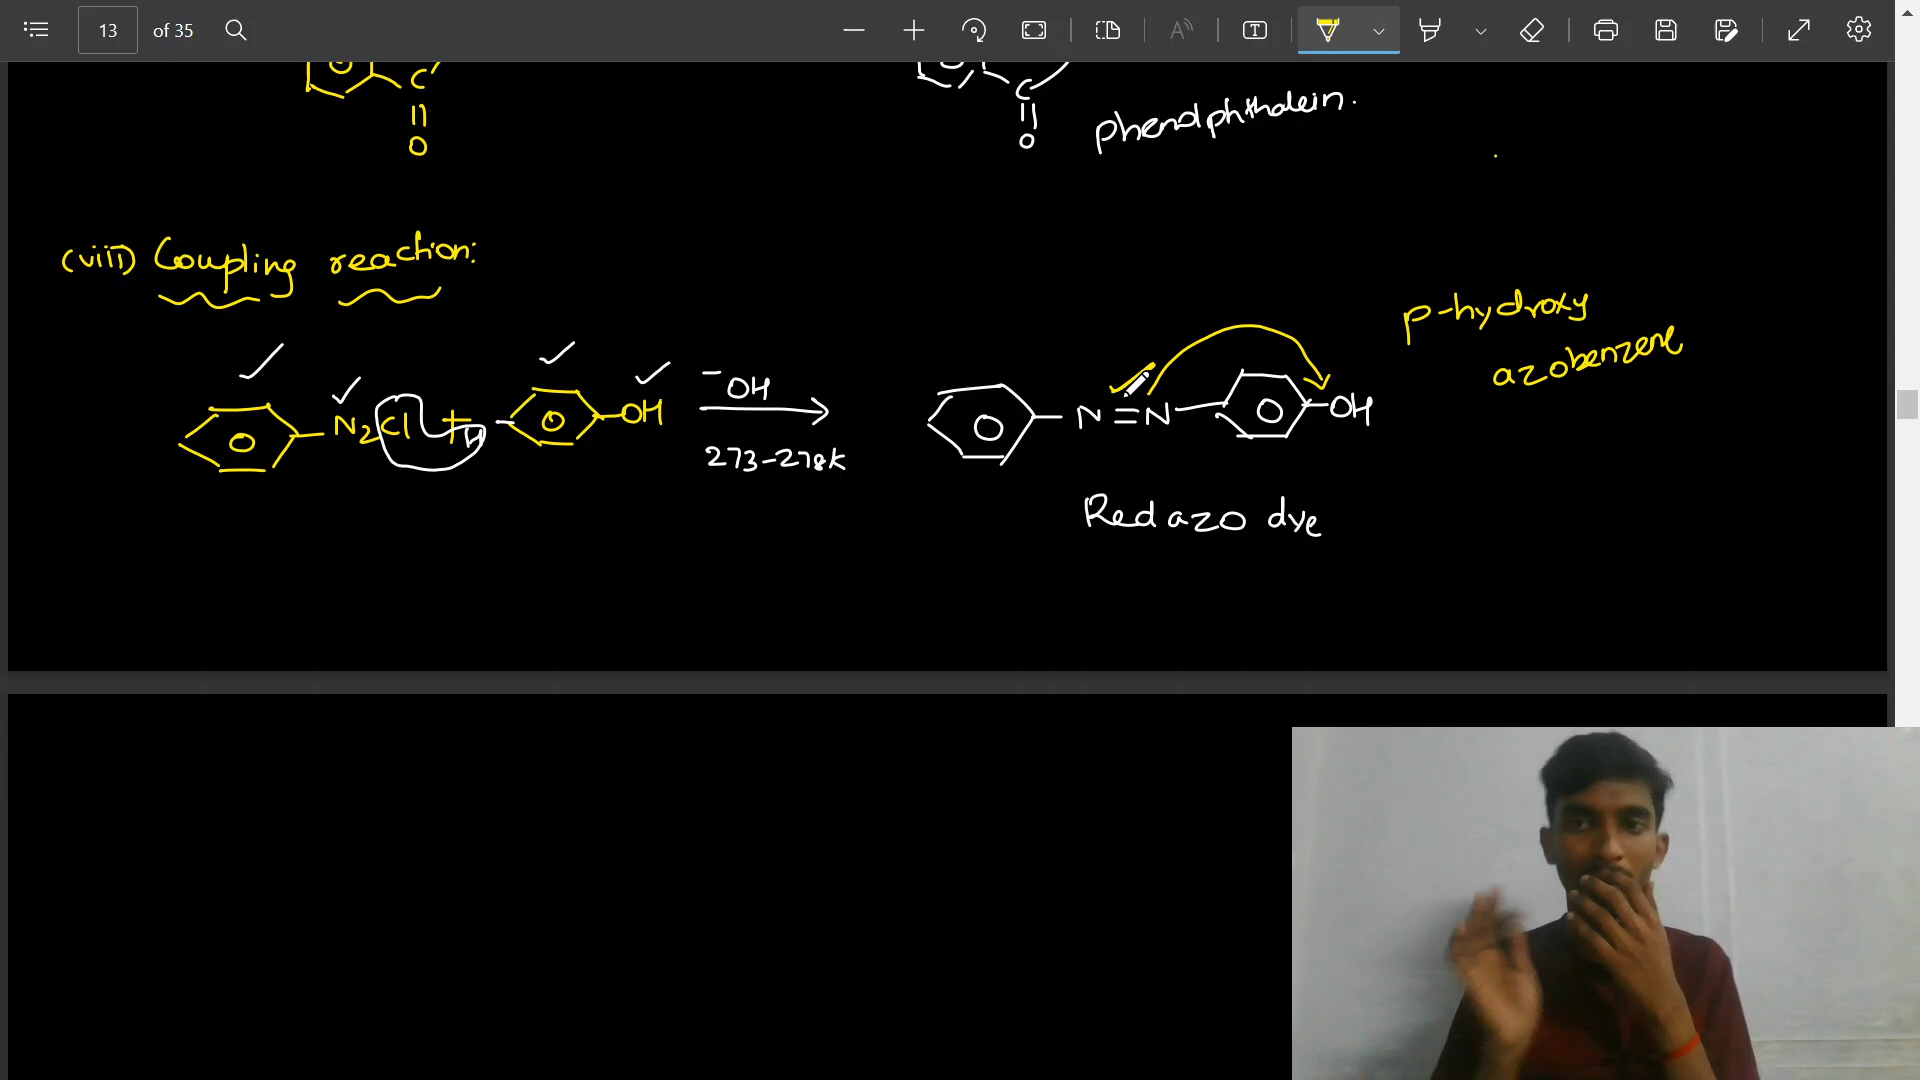 13 of 35
C
O
C
O
phenolphthalein.
(viii) Coupling reaction:
p-hydroxy
azobenzene
N2Cl + H - OH
-OH
273-278K
N=N OH
Red azo dye